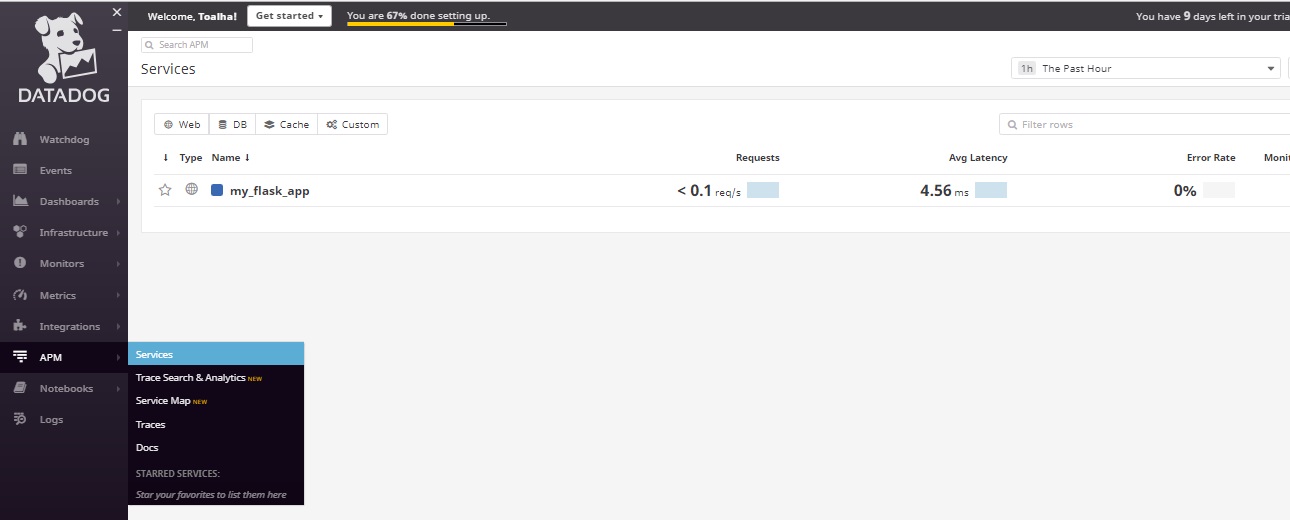 Welcome, Toalha! Get started You are 67% done setting up. You have 9 days left in your tria
DATADOG
Search APM
Services
1h The Past Hour
Web DB Cache Custom
Filter rows
Type Name Requests Avg Latency Error Rate Monit
my_flask_app < 0.1 req/s 4.56 ms 0%
Watchdog
Events
Dashboards
Infrastructure
Monitors
Metrics
Integrations
APM
Notebooks
Logs
Services
Trace Search & Analytics NEW
Service Map NEW
Traces
Docs
STARRED SERVICES:
Star your favorites to list them here